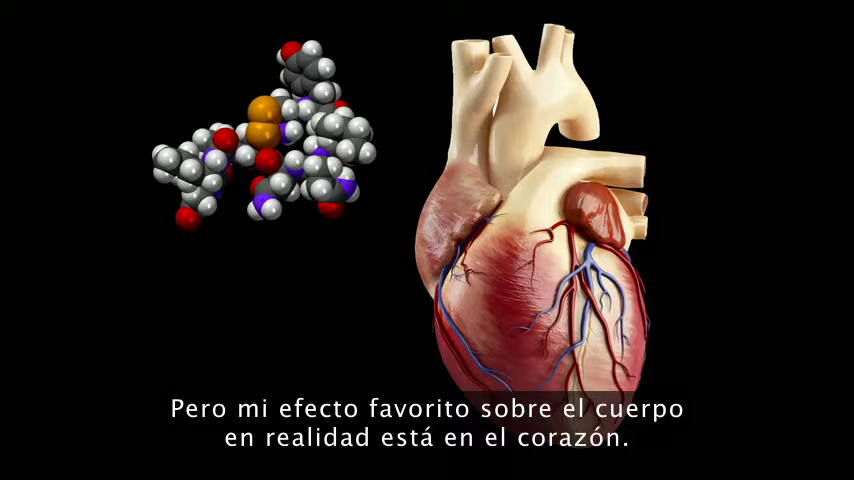 Pero mi efecto favorito sobre el cuerpo
en realidad está en el corazón.